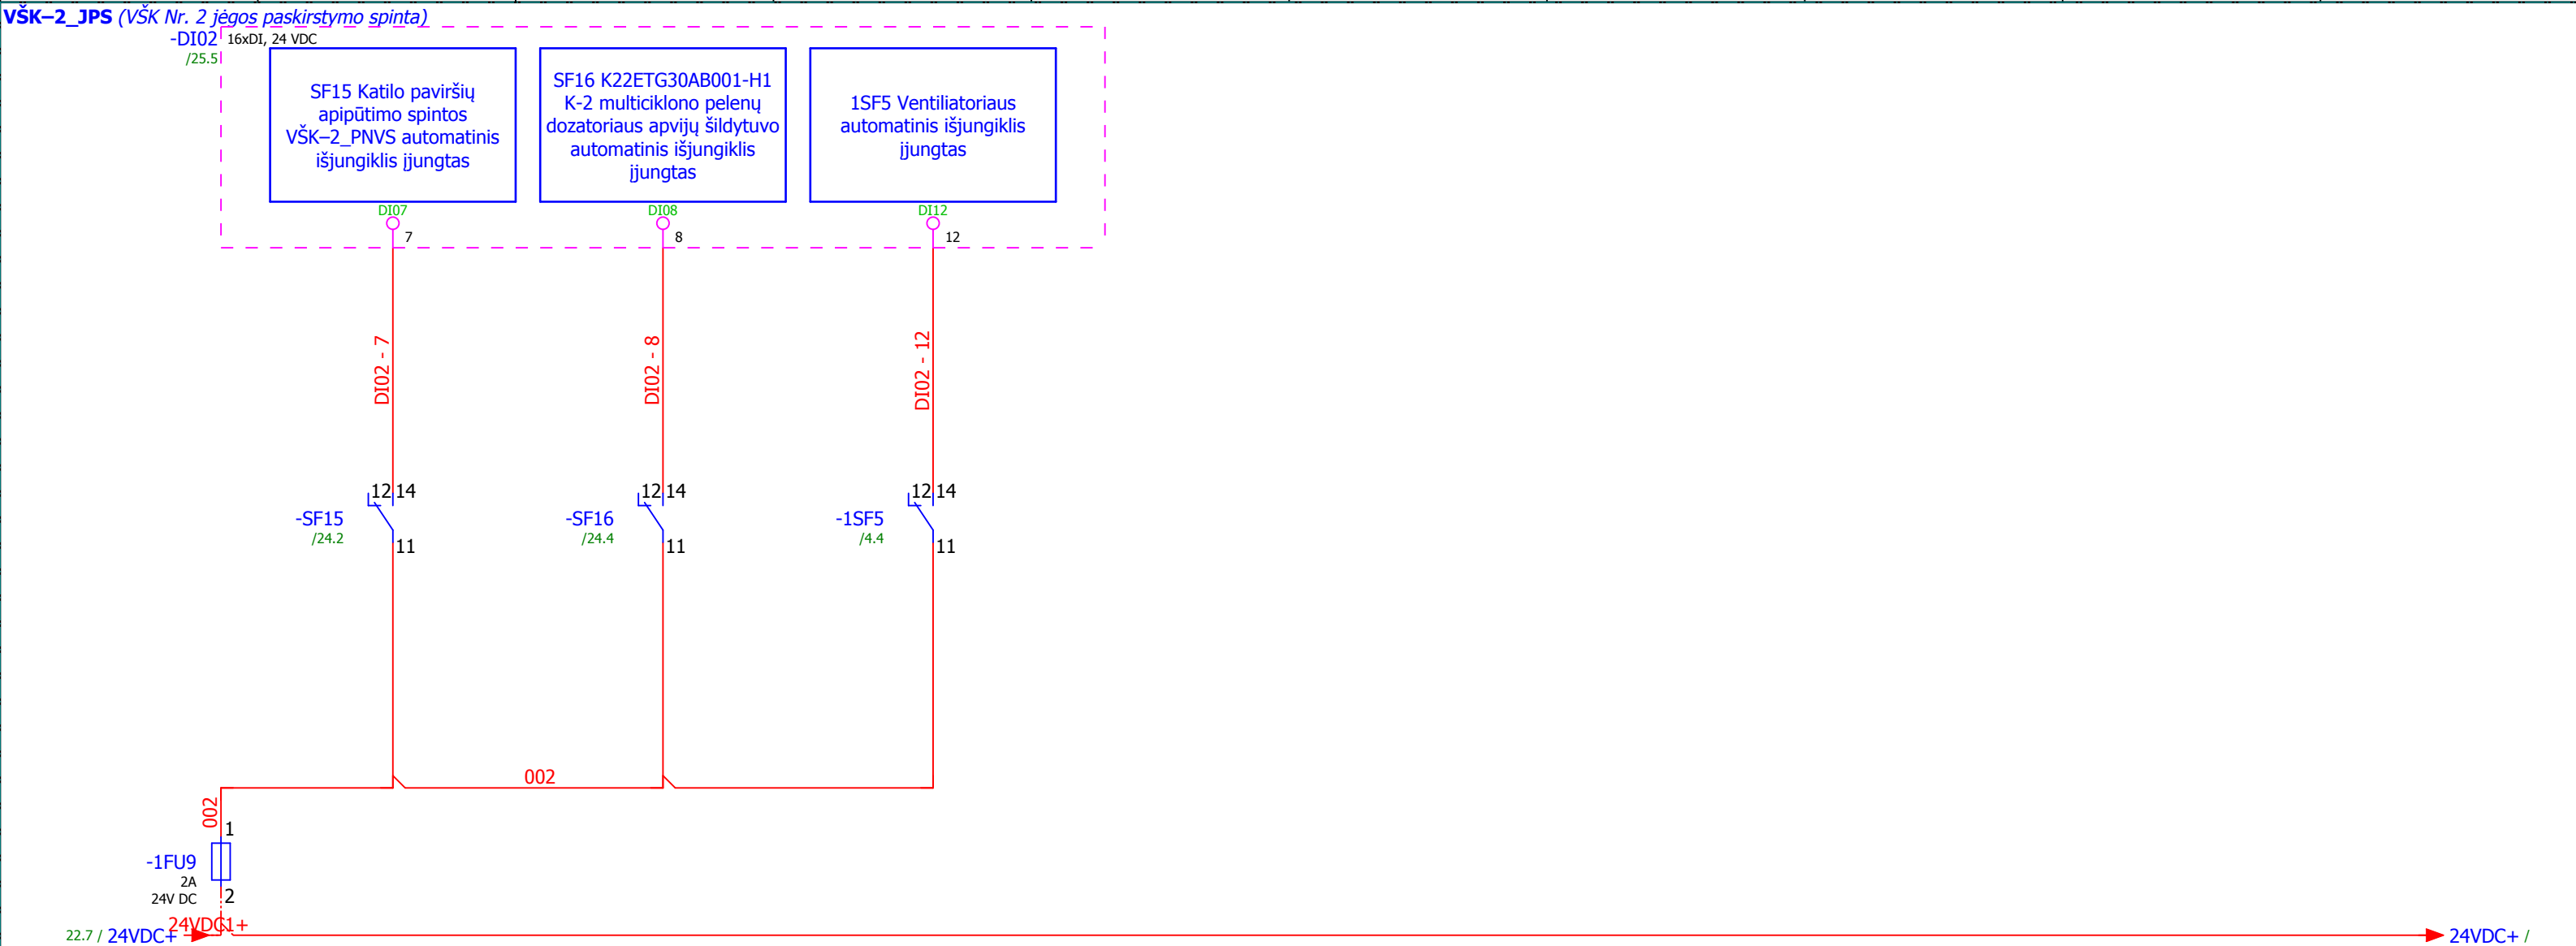 VŠK–2_JPS (VŠK Nr. 2 jėgos paskirstymo spinta)
-DI02
/25.5
16xDI, 24 VDC
SF15 Katilo paviršių
apipūtimo spintos
VŠK–2_PNVS automatinis
išjungiklis įjungtas
SF16 K22ETG30AB001-H1
K-2 multiciklono pelenų
dozatoriaus apvijų šildytuvo
automatinis išjungiklis
įjungtas
1SF5 Ventiliatoriaus
automatinis išjungiklis
įjungtas
DI07
DI08
DI12
7
8
12
DI02 - 7
DI02 - 8
DI02 - 12
12 14
-SF15
/24.2
11
12 14
-SF16
/24.4
11
12 14
-1SF5
/4.4
11
002
002
1
-1FU9
2A
24V DC
2
24VDC1+
22.7 / 24VDC+
24VDC+ /